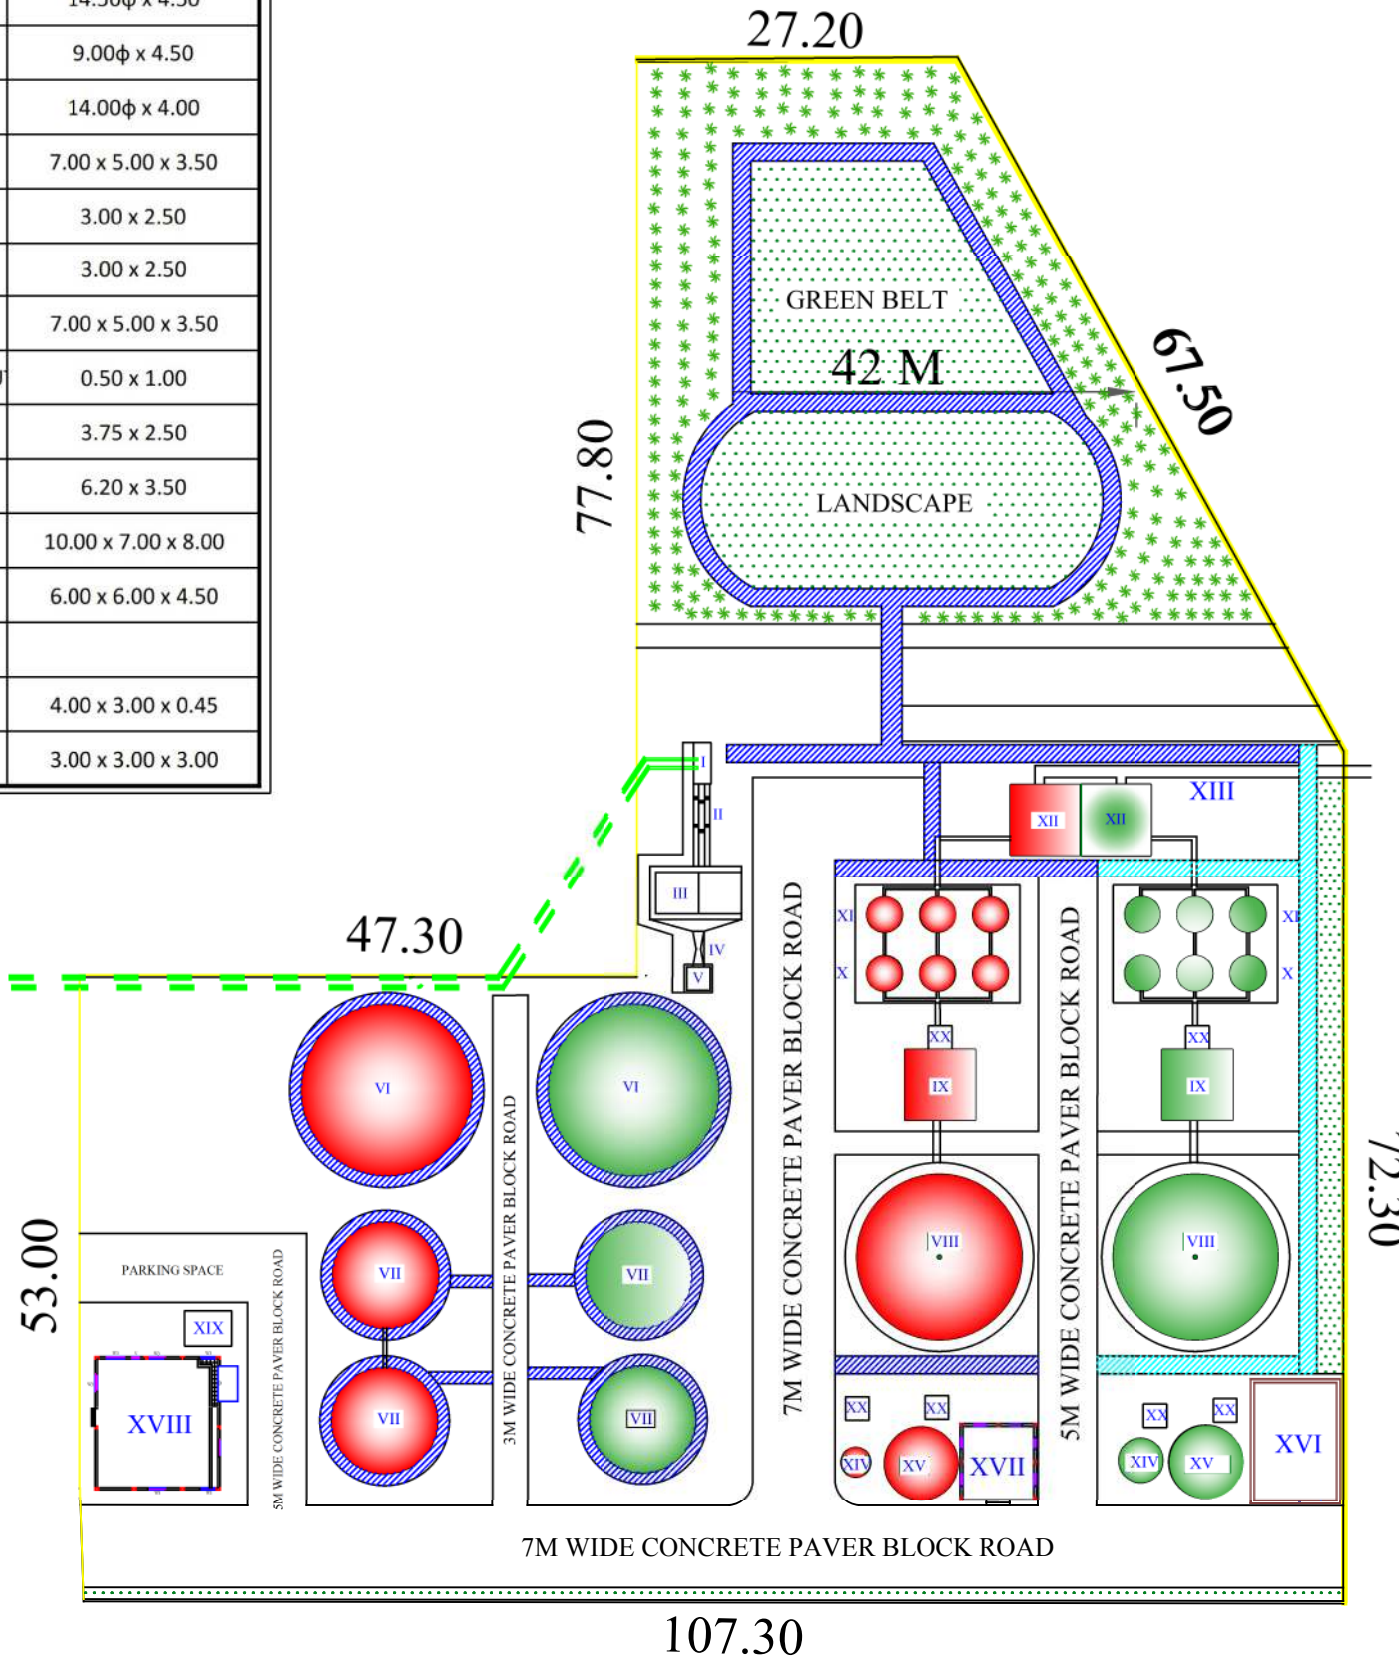 14.50ф x 4.50
9.00ф x 4.50
14.00ф x 4.00
7.00 x 5.00 x 3.50
3.00 x 2.50
3.00 x 2.50
7.00 x 5.00 x 3.50
0.50 x 1.00
3.75 x 2.50
6.20 x 3.50
10.00 x 7.00 x 8.00
6.00 x 6.00 x 4.50
4.00 x 3.00 x 0.45
3.00 x 3.00 x 3.00
27.20
GREEN BELT
42 M
67.50
77.80
LANDSCAPE
I
II
III
IV
V
XII
XII
XIII
47.30
XI
X
XI
X
XX
XX
IX
IX
VI
VI
7M WIDE CONCRETE PAVER BLOCK ROAD
5M WIDE CONCRETE PAVER BLOCK ROAD
3M WIDE CONCRETE PAVER BLOCK ROAD
72.30
53.00
PARKING SPACE
5M WIDE CONCRETE PAVER BLOCK ROAD
VII
VII
VIII
VIII
XIX
XVIII
VII
VII
XX
XX
XX
XX
XIV
XV
XVII
XIV
XV
XVI
7M WIDE CONCRETE PAVER BLOCK ROAD
107.30